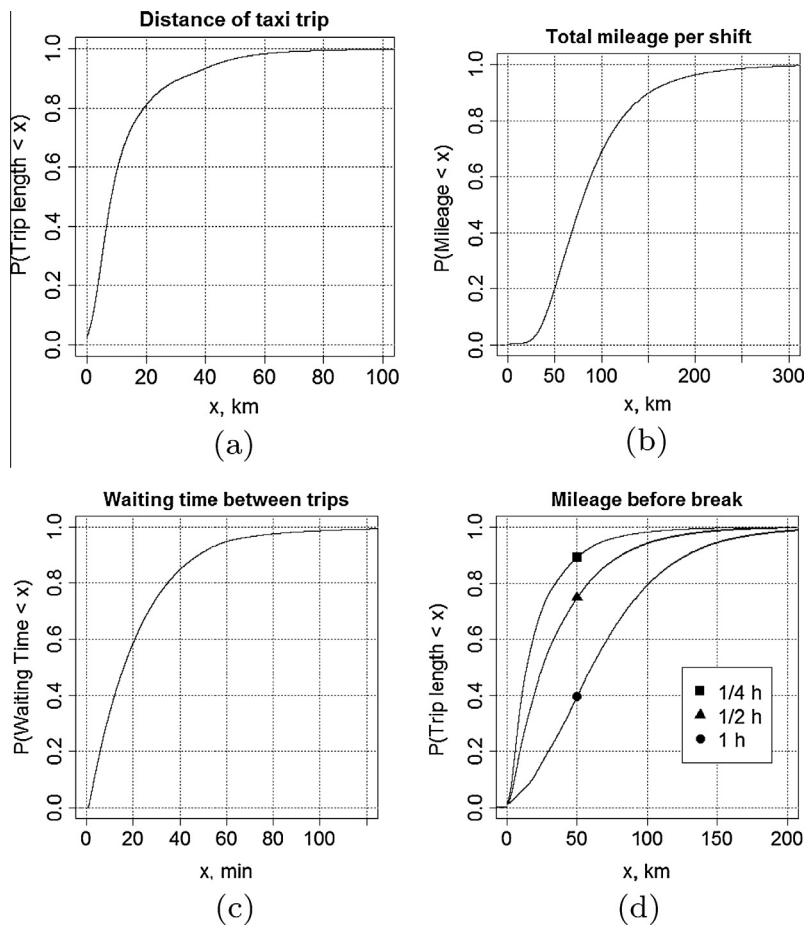 Distance of taxi trip
P(Trip length < x)
0.0 0.2 0.4 0.6 0.8 1.0
0 20 40 60 80 100
x, km
(a)
Total mileage per shift
P(Mileage < x)
0.0 0.2 0.4 0.6 0.8 1.0
0 50 100 200 300
x, km
(b)
Waiting time between trips
P(Waiting Time < x)
0.0 0.2 0.4 0.6 0.8 1.0
0 20 40 60 80 100
x, min
(c)
Mileage before break
P(Trip length < x)
0.0 0.2 0.4 0.6 0.8 1.0
1/4 h
1/2 h
1 h
0 50 100 150 200
x, km
(d)